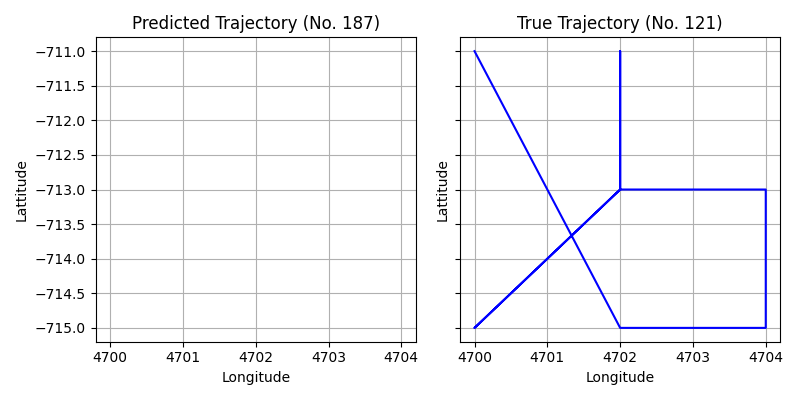 Predicted Trajectory (No. 187)
True Trajectory (No. 121)
−711.0
−711.5
−712.0
−712.5
−713.0
−713.5
−714.0
−714.5
−715.0
Lattitude
Lattitude
4700 4701 4702 4703 4704
4700 4701 4702 4703 4704
Longitude
Longitude